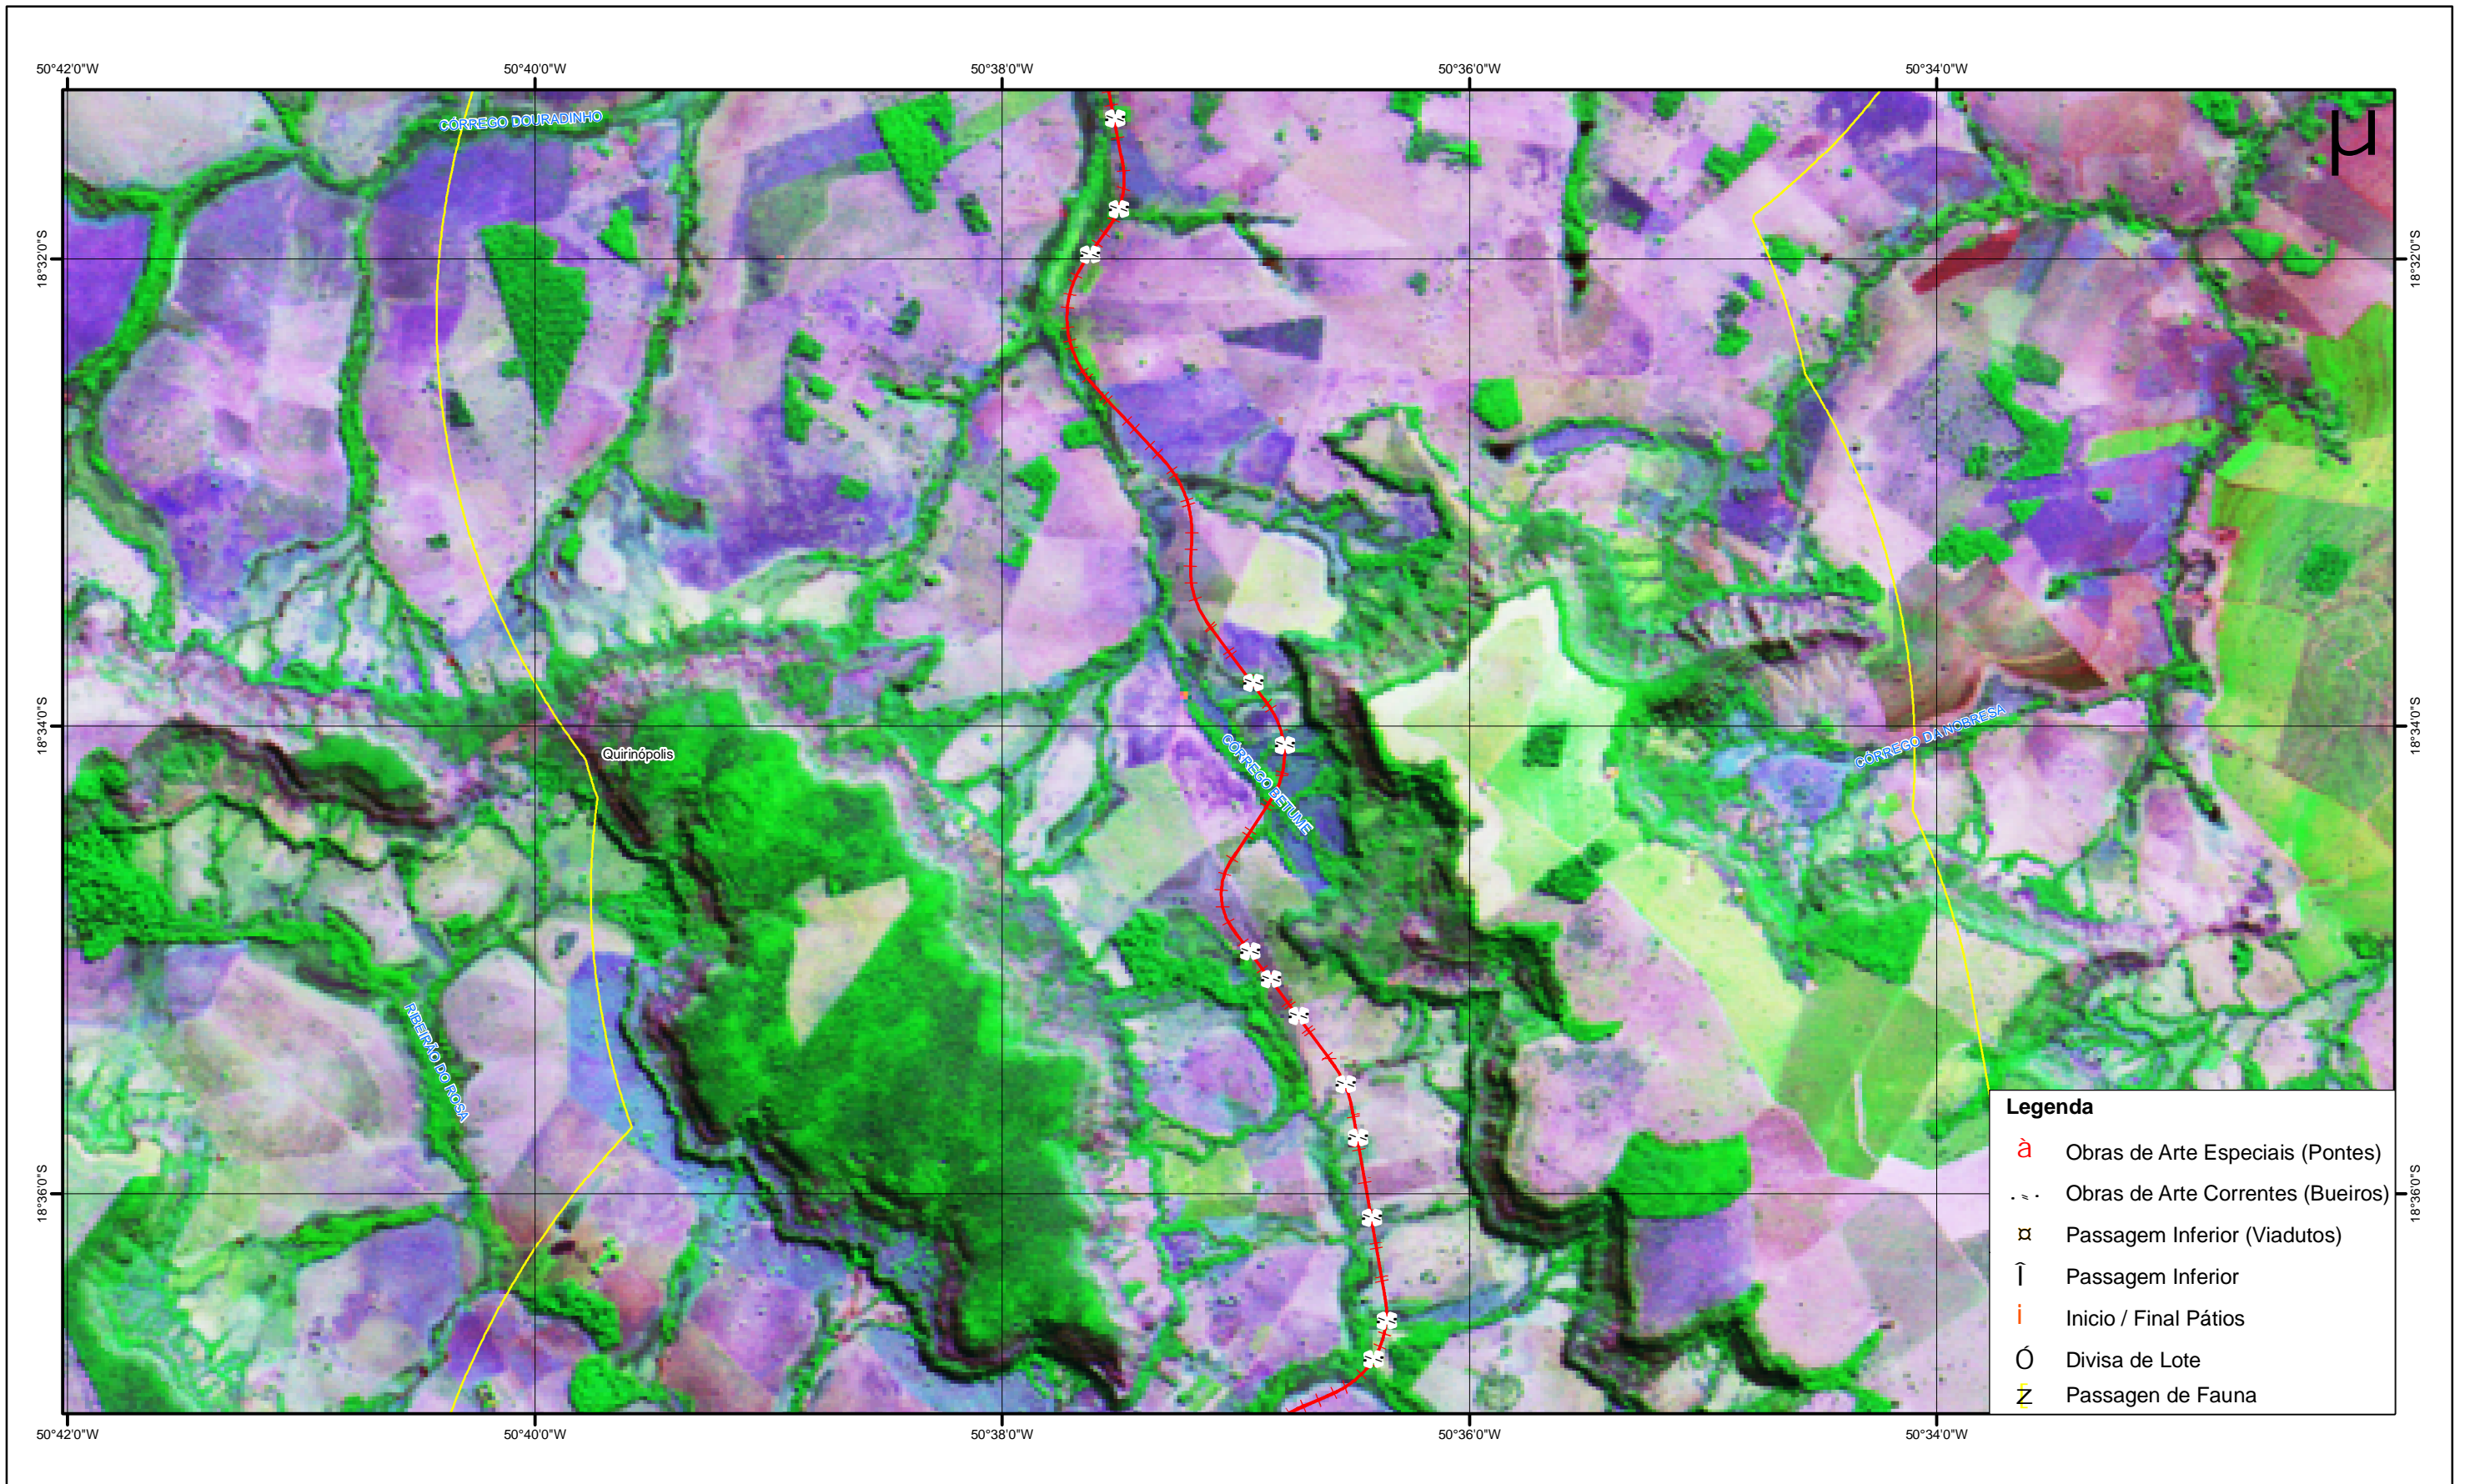 50°42'0"W
50°40'0"W
50°38'0"W
50°36'0"W
50°34'0"W
CÓRREGO DOURADINHO
µ
18°32'0"S
18°32'0"S
18°34'0"S
CÓRREGO DA NOBRESA
18°34'0"S
Quirinópolis
CÓRREGO BETUME
RIBEIRÃO DO ROSA
18°36'0"S
18°36'0"S
Legenda
à Obras de Arte Especiais (Pontes)
Obras de Arte Correntes (Bueiros)
¤ Passagem Inferior (Viadutos)
Î Passagem Inferior
i Inicio / Final Pátios
Ó Divisa de Lote
Z Passagen de Fauna
50°42'0"W
50°40'0"W
50°38'0"W
50°36'0"W
50°34'0"W